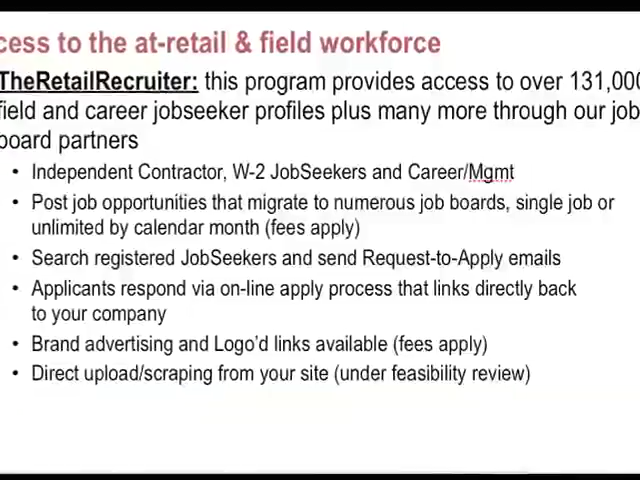 cess to the at-retail & field workforce
TheRetailRecruiter: this program provides access to over 131,000
field and career jobseeker profiles plus many more through our job
board partners
• Independent Contractor, W-2 JobSeekers and Career/Mgmt
• Post job opportunities that migrate to numerous job boards, single job or
unlimited by calendar month (fees apply)
• Search registered JobSeekers and send Request-to-Apply emails
• Applicants respond via on-line apply process that links directly back
to your company
• Brand advertising and Logo’d links available (fees apply)
• Direct upload/scraping from your site (under feasibility review)